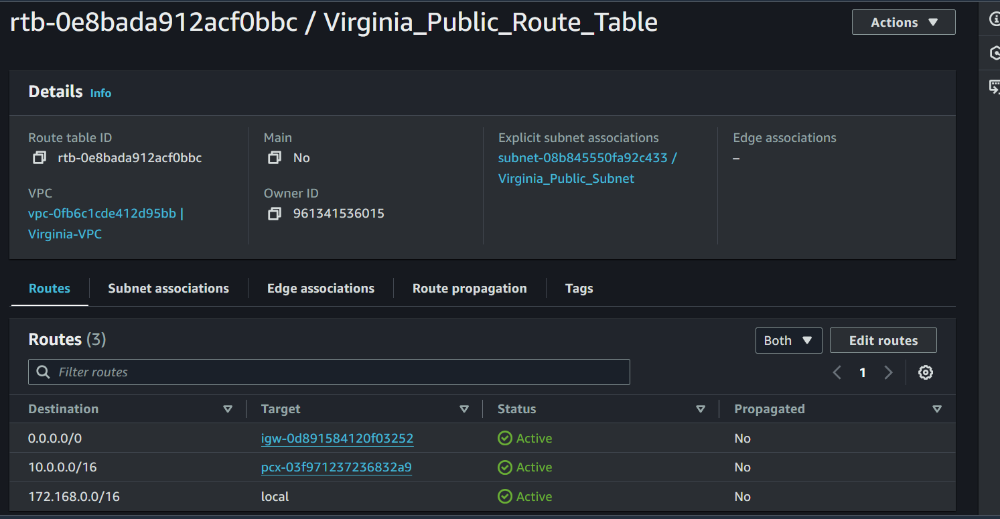 rtb-0e8bada912acf0bbc / Virginia_Public_Route_Table
Actions
Details Info
Route table ID
rtb-0e8bada912acf0bbc
Main
No
Explicit subnet associations
subnet-08b845550fa92c433 /
Virginia_Public_Subnet
Edge associations
–
VPC
vpc-0fb6c1cde412d95bb |
Virginia-VPC
Owner ID
961341536015
Routes Subnet associations Edge associations Route propagation Tags
Routes (3)
Both
Edit routes
Filter routes
1
Destination Target Status Propagated
0.0.0.0/0 igw-0d891584120f03252 Active No
10.0.0.0/16 pcx-03f971237236832a9 Active No
172.168.0.0/16 local Active No